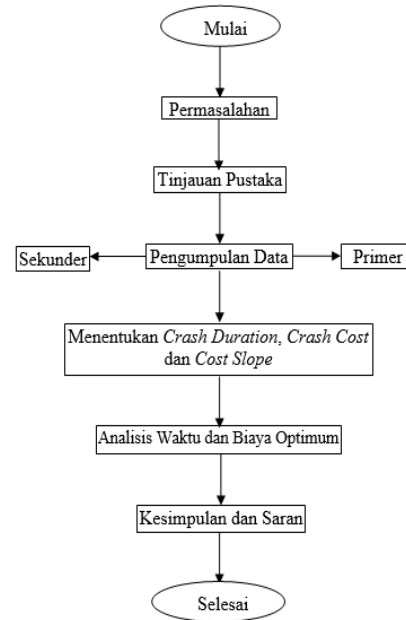 Mulai
Permasalahan
Tinjauan Pustaka
Sekunder
Pengumpulan Data
Primer
Menentukan Crash Duration, Crash Cost
dan Cost Slope
Analisis Waktu dan Biaya Optimum
Kesimpulan dan Saran
Selesai